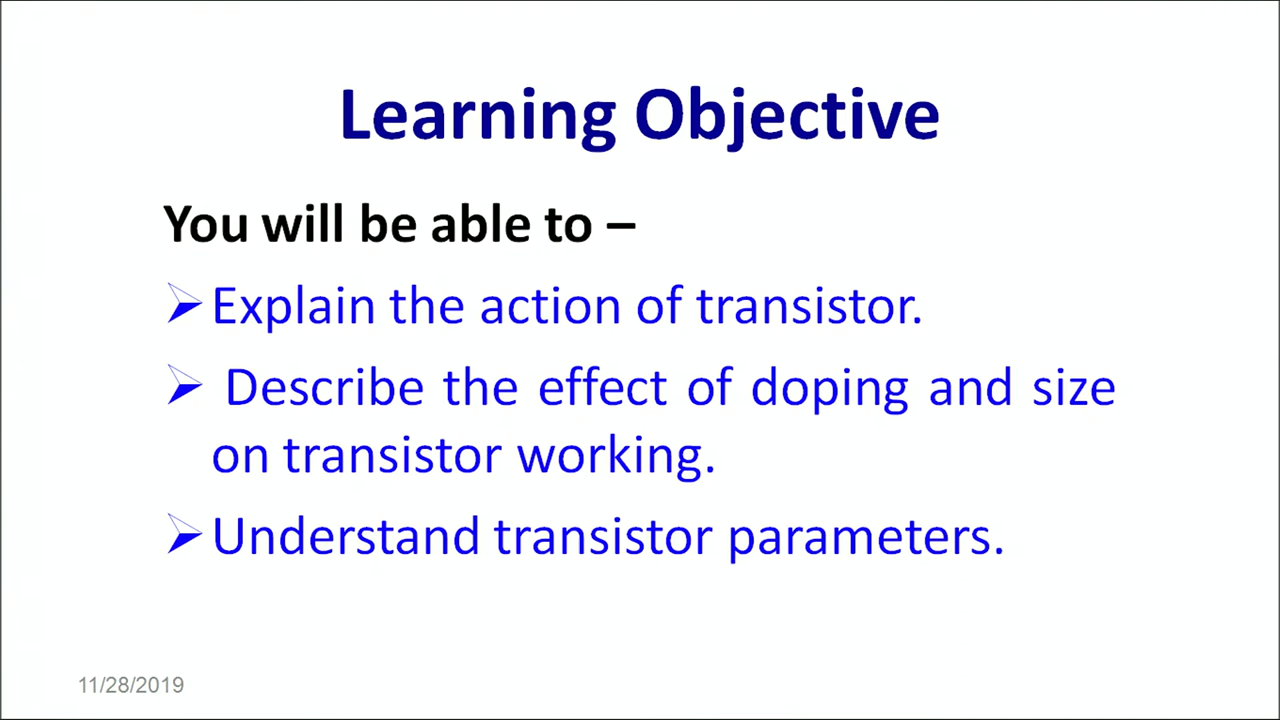 Learning Objective
You will be able to –
➢Explain the action of transistor.
➢ Describe the effect of doping and size
on transistor working.
➢Understand transistor parameters.
11/28/2019